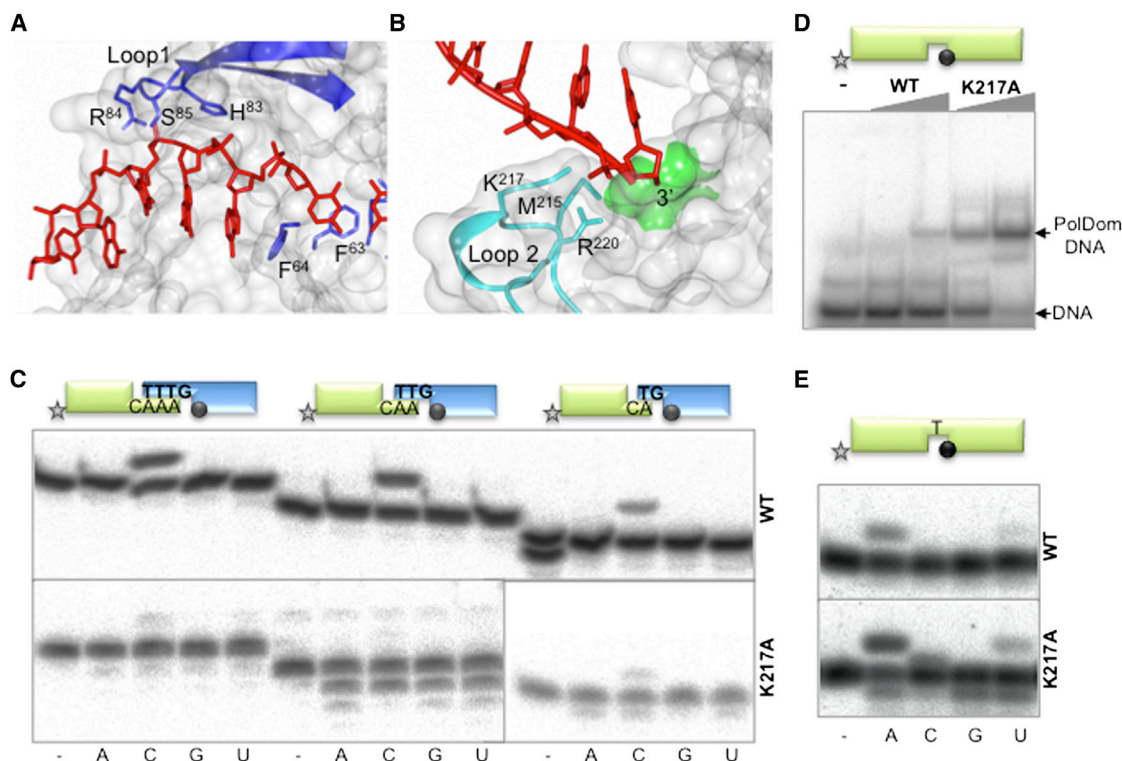 A
Loop1
R84
S85
H83
F64
F63
B
K217
M215
Loop 2
R220
3'
D
- WT K217A
PolDom
DNA
DNA
C
TTTG
CAAA
TTG
CAA
TG
CA
WT
K217A
- A C G U - A C G U - A C G U
E
T
WT
K217A
- A C G U